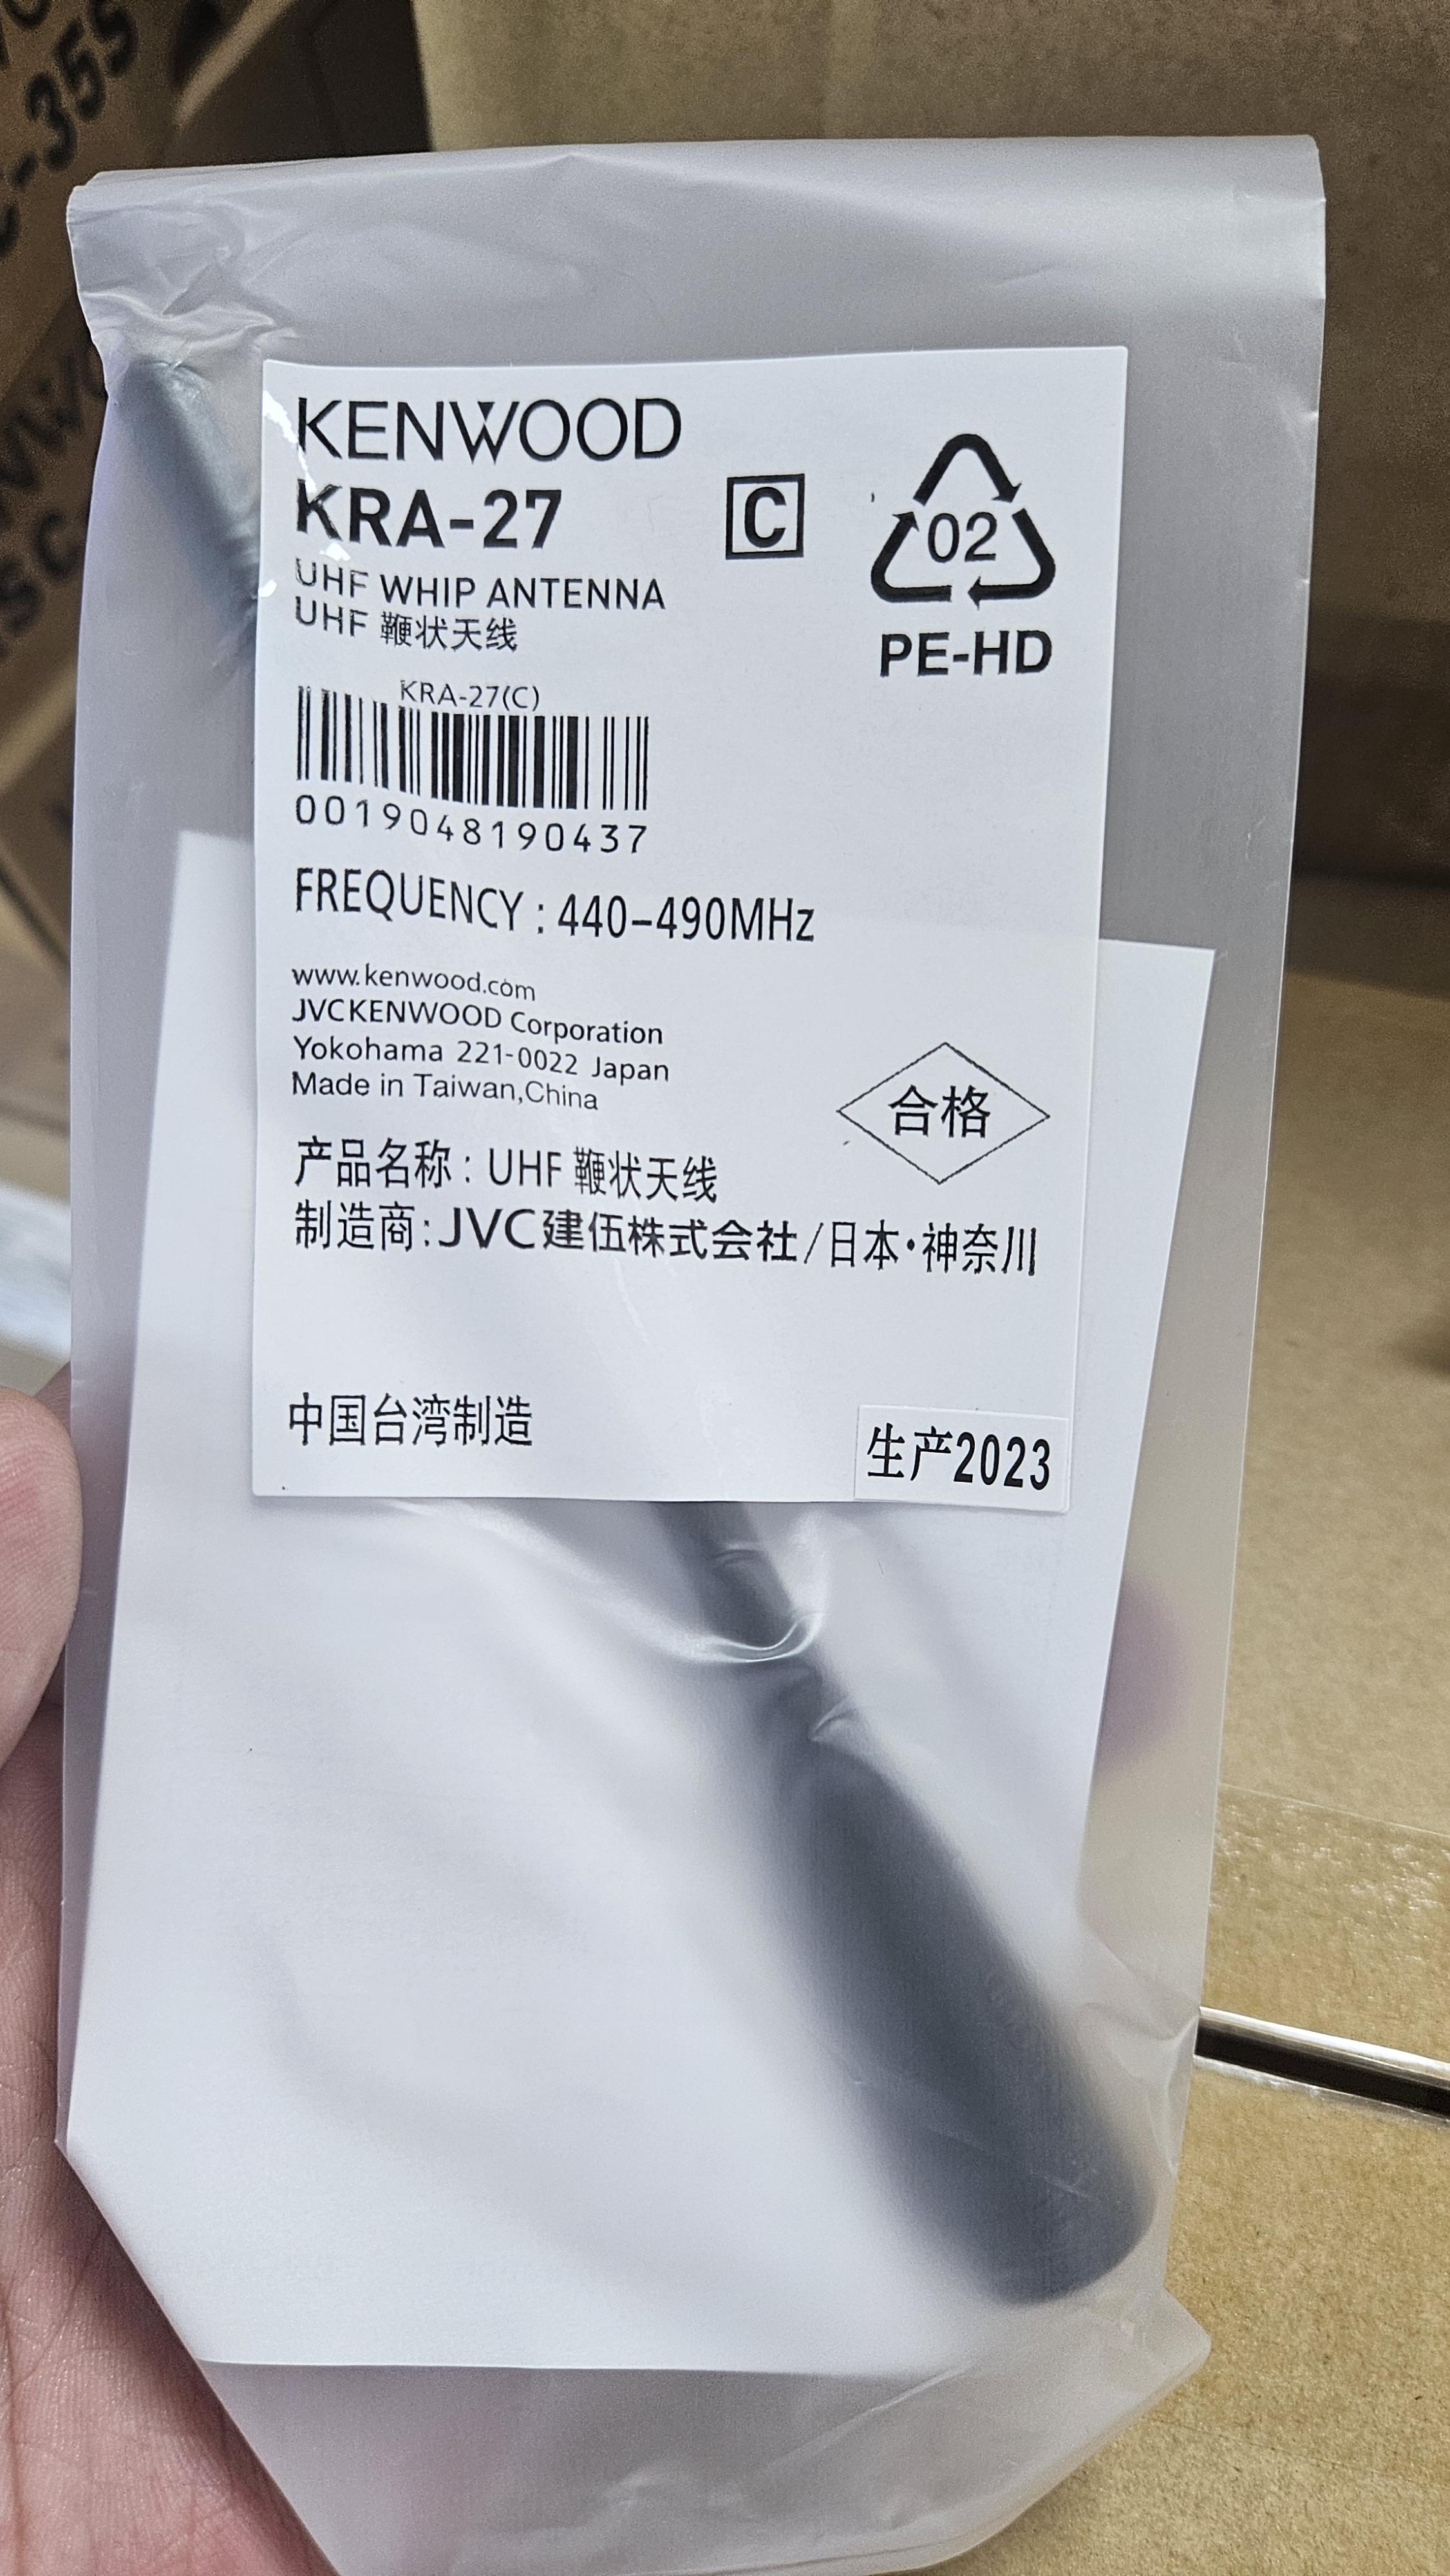 KENWOOD
KRA-27
C
02
PE-HD
UHF WHIP ANTENNA
UHF 鞭状天线
KRA-27(C)
0019048190437
FREQUENCY : 440-490MHz
www.kenwood.com
JVCKENWOOD Corporation
Yokohama 221-0022 Japan
Made in Taiwan,China
合格
产品名称 : UHF 鞭状天线
制造商:JVC建伍株式会社/日本·神奈川
中国台湾制造
生产2023